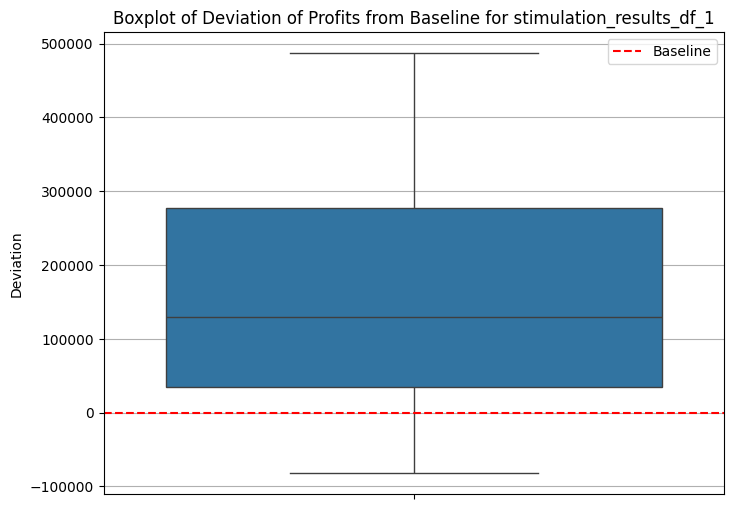 Boxplot of Deviation of Profits from Baseline for stimulation_results_df_1
Baseline
500000
400000
300000
200000
100000
0
−100000
Deviation